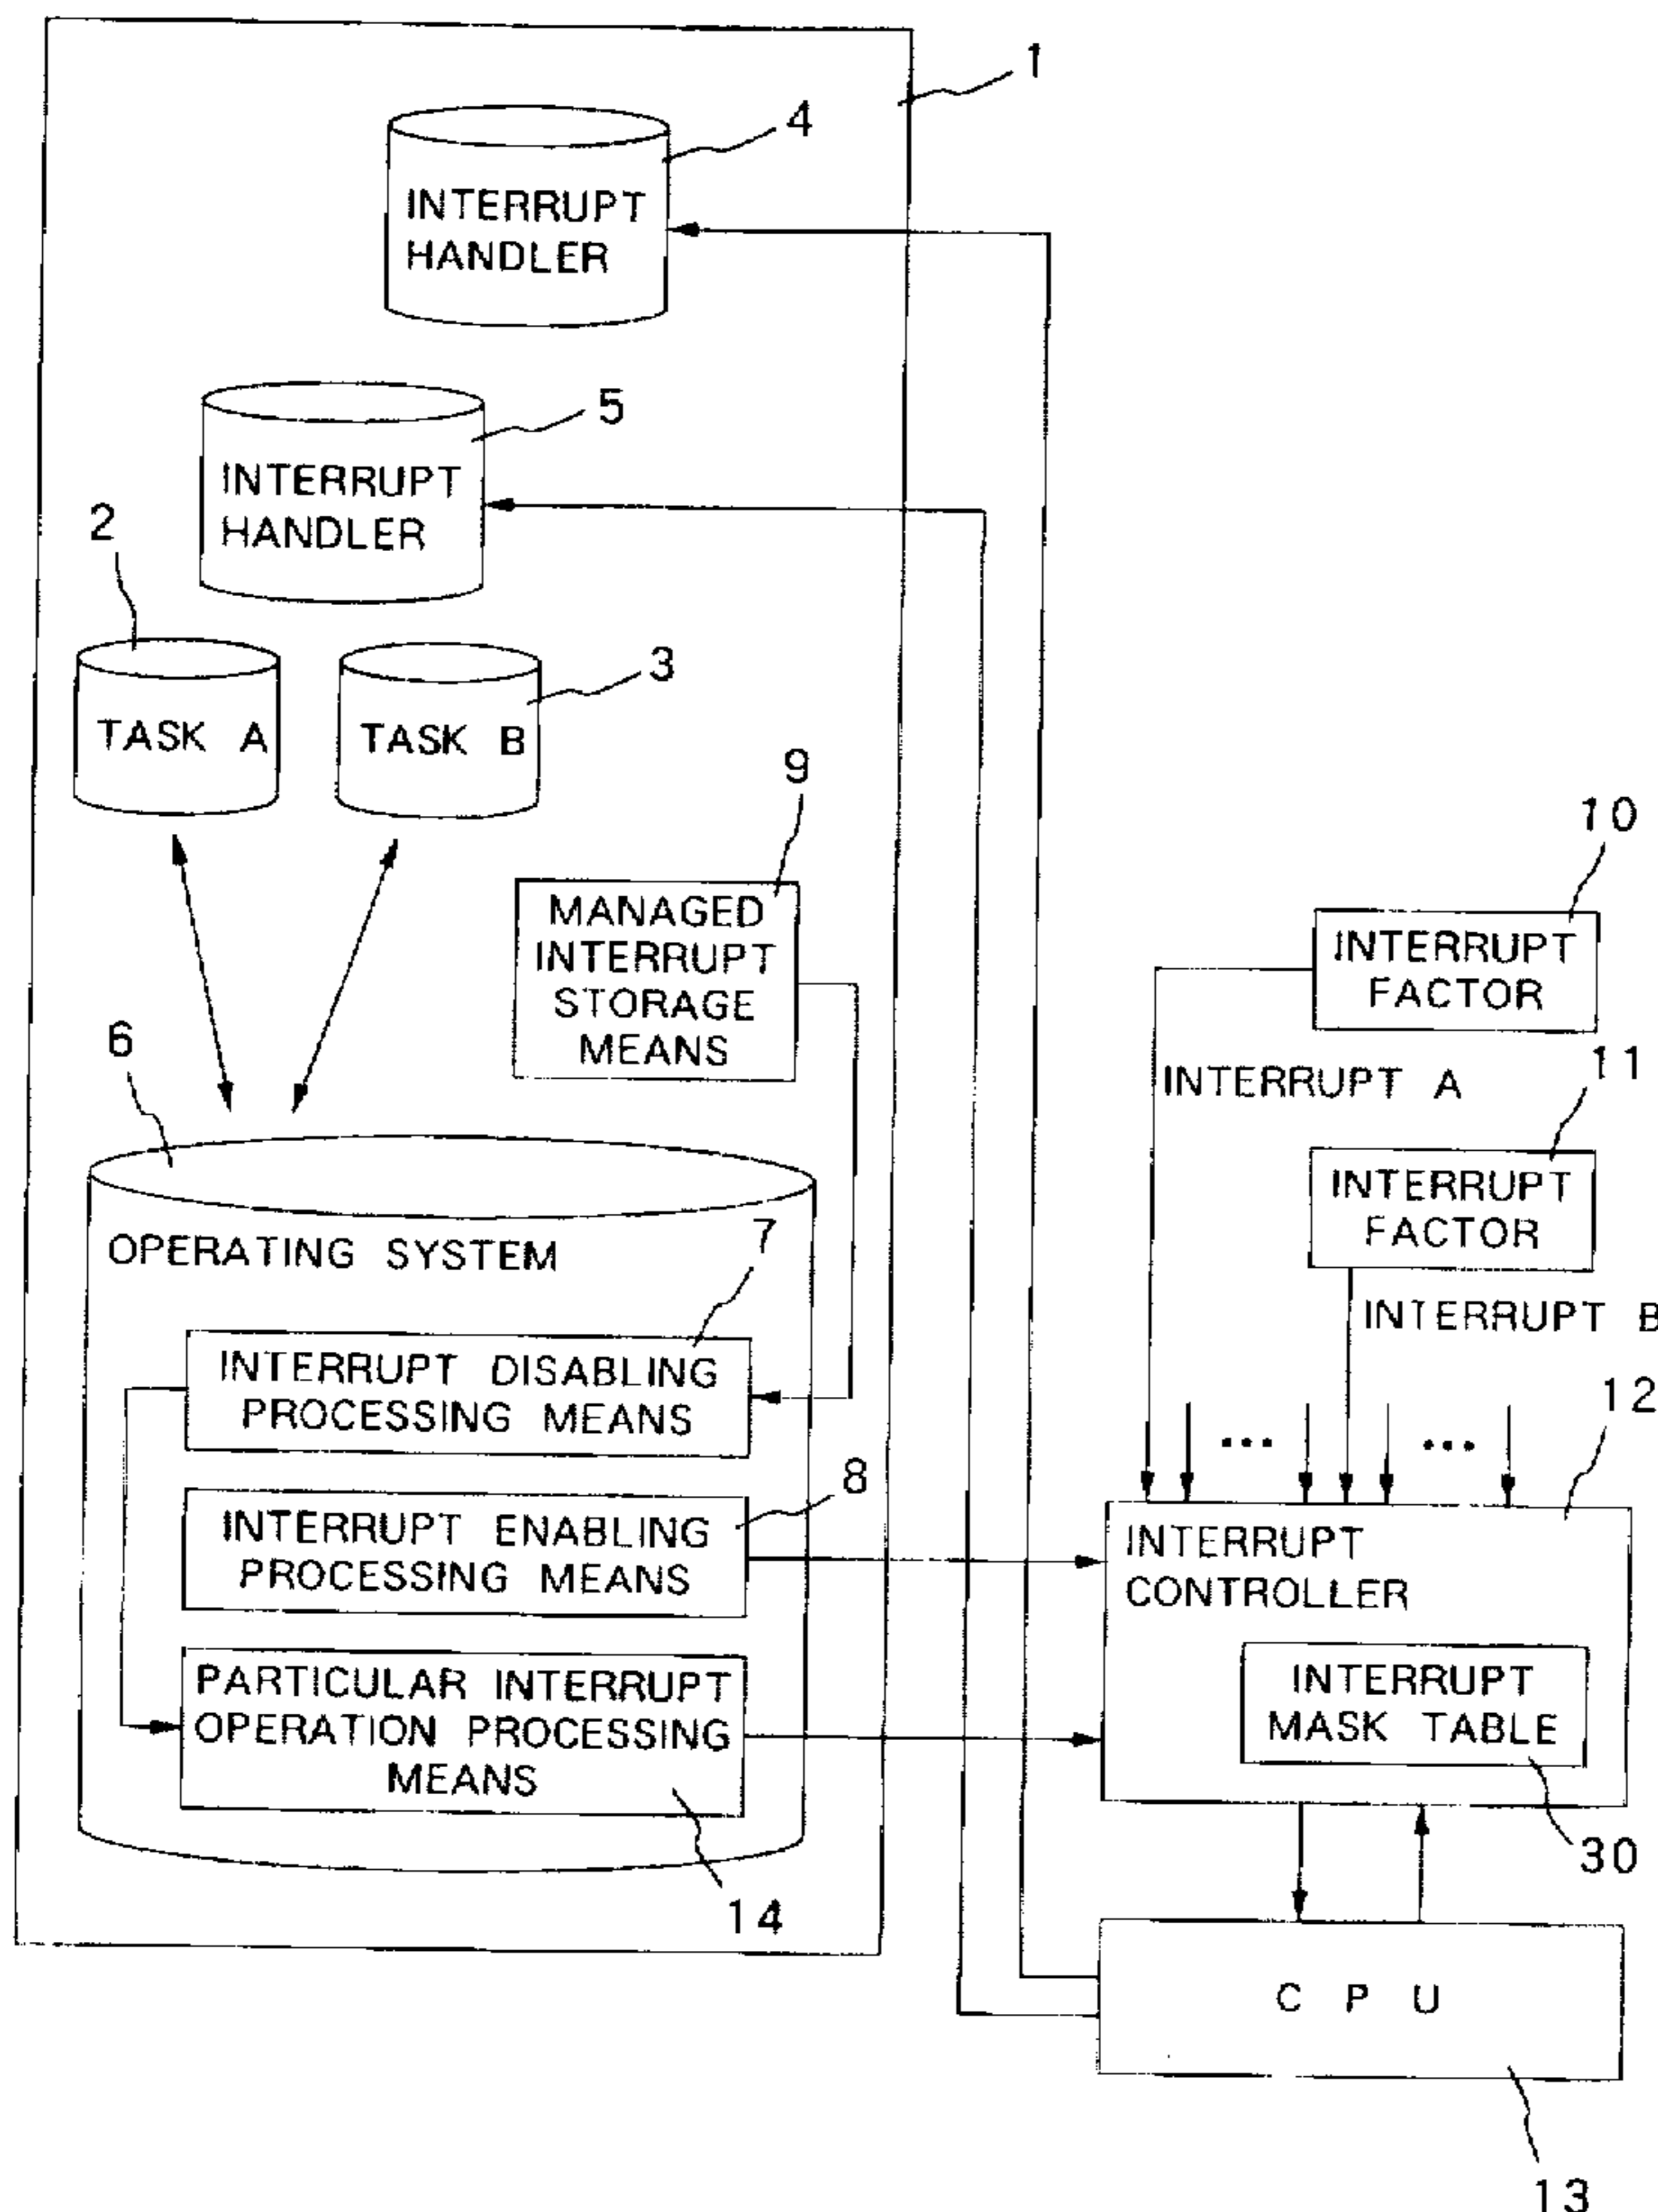 1
4
INTERRUPT
HANDLER
5
INTERRUPT
HANDLER
2
3
TASK A
TASK B
9
MANAGED
INTERRUPT
STORAGE
MEANS
10
INTERRUPT
FACTOR
INTERRUPT A
11
INTERRUPT
FACTOR
INTERRUPT B
6
OPERATING SYSTEM
7
INTERRUPT DISABLING
PROCESSING MEANS
12
...
...
8
INTERRUPT ENABLING
PROCESSING MEANS
INTERRUPT
CONTROLLER
PARTICULAR INTERRUPT
OPERATION PROCESSING
MEANS
INTERRUPT
MASK TABLE
30
14
C P U
13